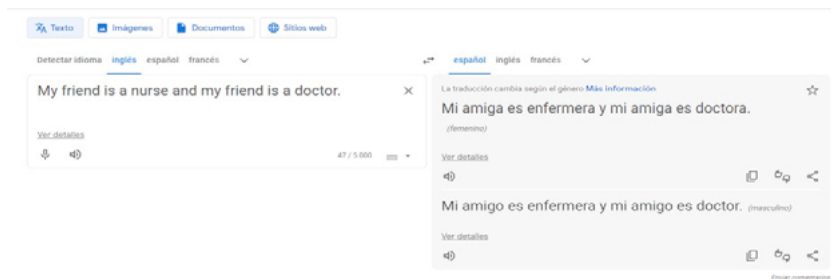 Texto Imágenes Documentos Sitios web
Detectar idioma inglés español francés
español inglés francés
My friend is a nurse and my friend is a doctor.
Ver detalles
47 / 5.000
La traducción cambia según el género Más información
Mi amiga es enfermera y mi amiga es doctora.
(femenino)
Ver detalles
Mi amigo es enfermera y mi amigo es doctor. (masculino)
Ver detalles
Enviar comentarios